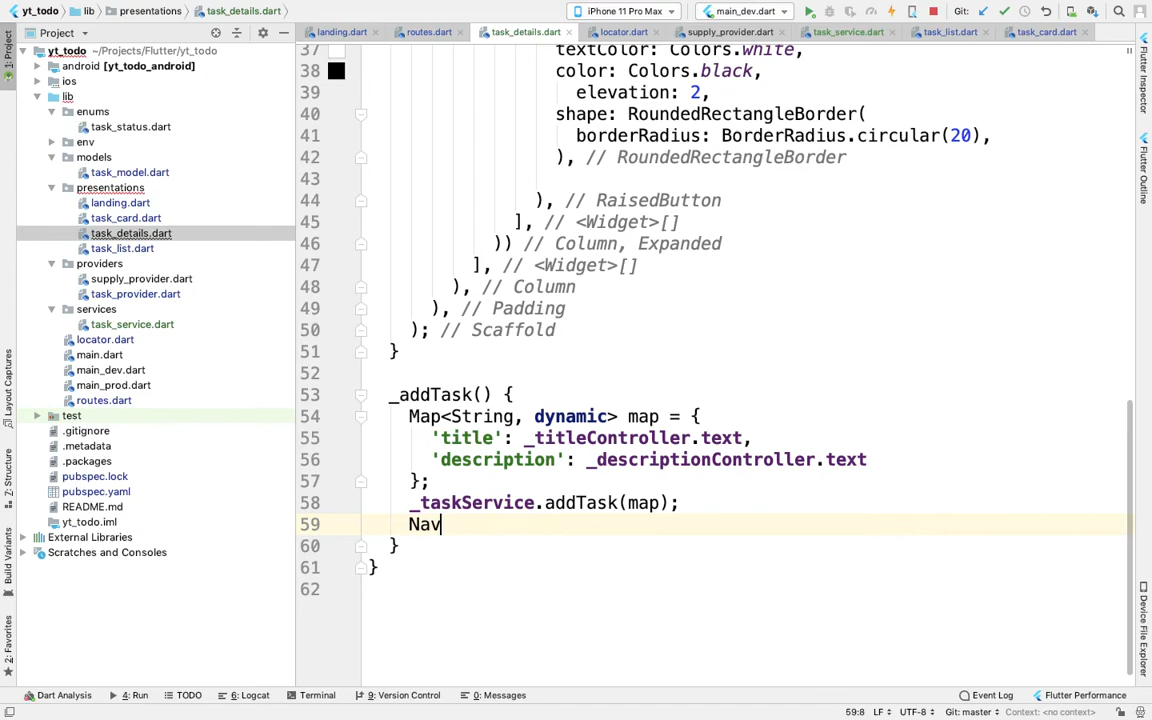 yt_todo lib presentations task_details.dart iPhone 11 Pro Max main_dev.dart Git:
Project landing.dart routes.dart task_details.dart locator.dart supply_provider.dart task_service.dart task_list.dart task_card.dart
1: Project
Layout Captures
Z: Structure
Build Variants
2: Favorites
yt_todo ~/Projects/Flutter/yt_todo
android [yt_todo_android]
ios
lib
enums
task_status.dart
env
models
task_model.dart
presentations
landing.dart
task_card.dart
task_details.dart
task_list.dart
providers
supply_provider.dart
task_provider.dart
services
task_service.dart
locator.dart
main.dart
main_dev.dart
main_prod.dart
routes.dart
test
.gitignore
.metadata
.packages
pubspec.lock
pubspec.yaml
README.md
yt_todo.iml
External Libraries
Scratches and Consoles
37 textColor: Colors.white,
38 color: Colors.black,
39 elevation: 2,
40 shape: RoundedRectangleBorder(
41 borderRadius: BorderRadius.circular(20),
42 ), // RoundedRectangleBorder
43
44 ), // RaisedButton
45 ], // <Widget>[]
46 )) // Column, Expanded
47 ], // <Widget>[]
48 ), // Column
49 ), // Padding
50 ); // Scaffold
51 }
52
53 _addTask() {
54 Map<String, dynamic> map = {
55 'title': _titleController.text,
56 'description': _descriptionController.text
57 };
58 _taskService.addTask(map);
59 Nav
60 }
61 }
62
Flutter Inspector
Flutter Outline
Device File Explorer
Dart Analysis 4: Run TODO 6: Logcat Terminal 9: Version Control 0: Messages Event Log Flutter Performance
59:8 LF UTF-8 Git: master Context: <no context>